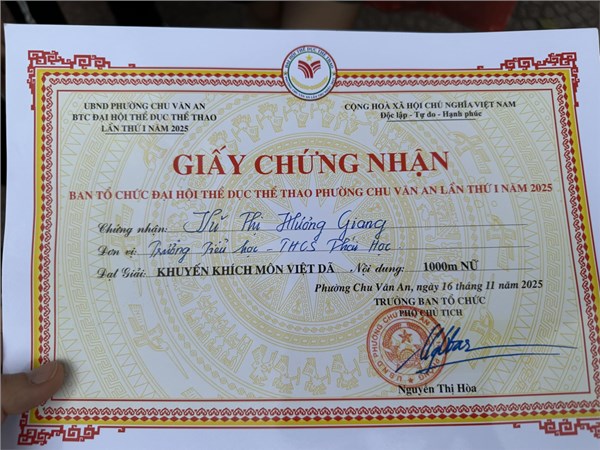 UBND PHƯỜNG CHU VĂN AN
BTC ĐẠI HỘI THỂ DỤC THỂ THAO
LẦN THỨ I NĂM 2025
CỘNG HOÀ XÃ HỘI CHỦ NGHĨA VIỆT NAM
Độc lập - Tự do - Hạnh phúc
GIẤY CHỨNG NHẬN
BAN TỔ CHỨC ĐẠI HỘI THỂ DỤC THỂ THAO PHƯỜNG CHU VĂN AN LẦN THỨ I NĂM 2025
Chứng nhận: Thị Hương Giang
Đơn vị: Trường Tiểu học - THCS Học
Đạt Giải: KHUYẾN KHÍCH MÔN VIỆT DÃ Nội dung: 1000m NỮ
Phường Chu Văn An, ngày 16 tháng 11 năm 2025
TRƯỞNG BAN TỔ CHỨC
PHÓ CHỦ TỊCH
Nguyễn Thị Hòa